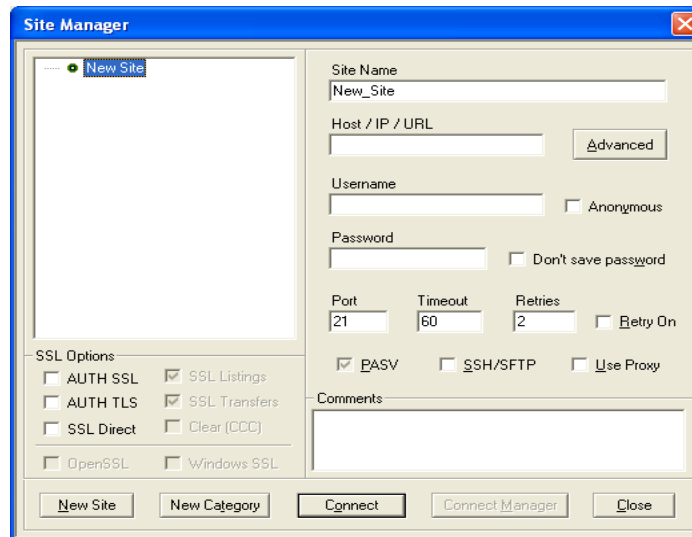 Site Manager
New Site
Site Name
New_Site
Host / IP / URL
Advanced
Username
Anonymous
Password
Don't save password
Port Timeout Retries
21 60 2 Retry On
PASV SSH/SFTP Use Proxy
SSL Options
AUTH SSL SSL Listings
AUTH TLS SSL Transfers
SSL Direct Clear (CCC)
OpenSSL Windows SSL
Comments
New Site New Category Connect Connect Manager Close